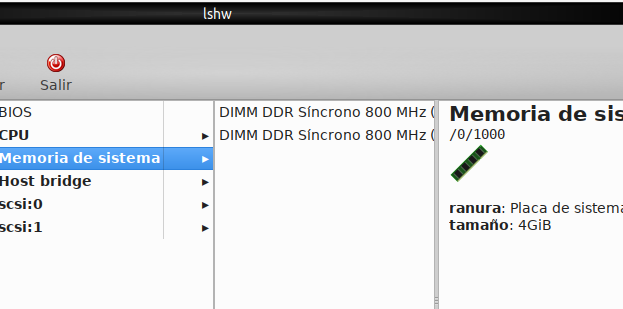 lshw
r
Salir
BIOS
CPU
Memoria de sistema
Host bridge
scsi:0
scsi:1
DIMM DDR Síncrono 800 MHz (
DIMM DDR Síncrono 800 MHz (
Memoria de sis
/0/1000
ranura: Placa de sistema
tamaño: 4GiB